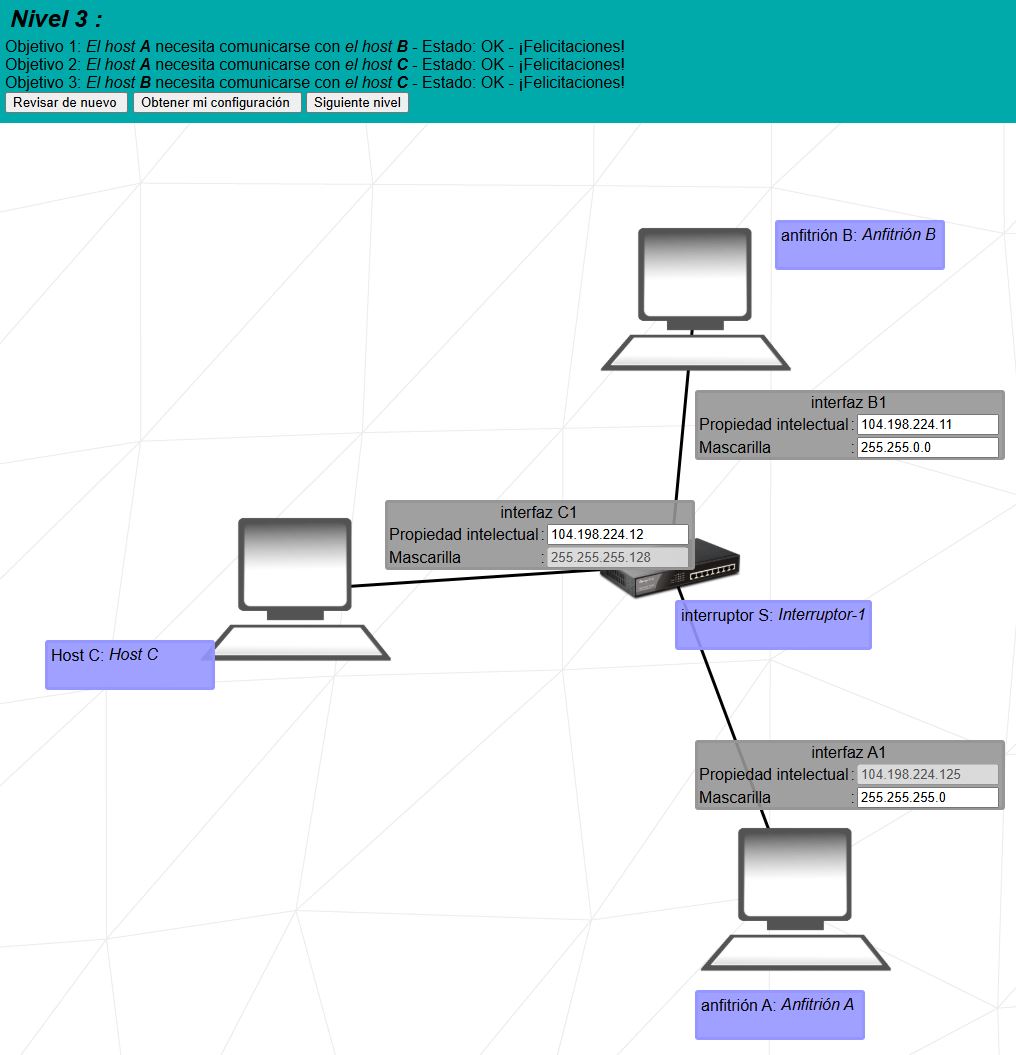 Nivel 3 :
Objetivo 1: El host A necesita comunicarse con el host B - Estado: OK - ¡Felicitaciones!
Objetivo 2: El host A necesita comunicarse con el host C - Estado: OK - ¡Felicitaciones!
Objetivo 3: El host B necesita comunicarse con el host C - Estado: OK - ¡Felicitaciones!
Revisar de nuevo Obtener mi configuración Siguiente nivel
anfitrión B: Anfitrión B
interfaz B1
Propiedad intelectual : 104.198.224.11
Mascarilla : 255.255.0.0
interfaz C1
Propiedad intelectual : 104.198.224.12
Mascarilla : 255.255.255.128
interruptor S: Interruptor-1
Host C: Host C
interfaz A1
Propiedad intelectual : 104.198.224.125
Mascarilla : 255.255.255.0
anfitrión A: Anfitrión A